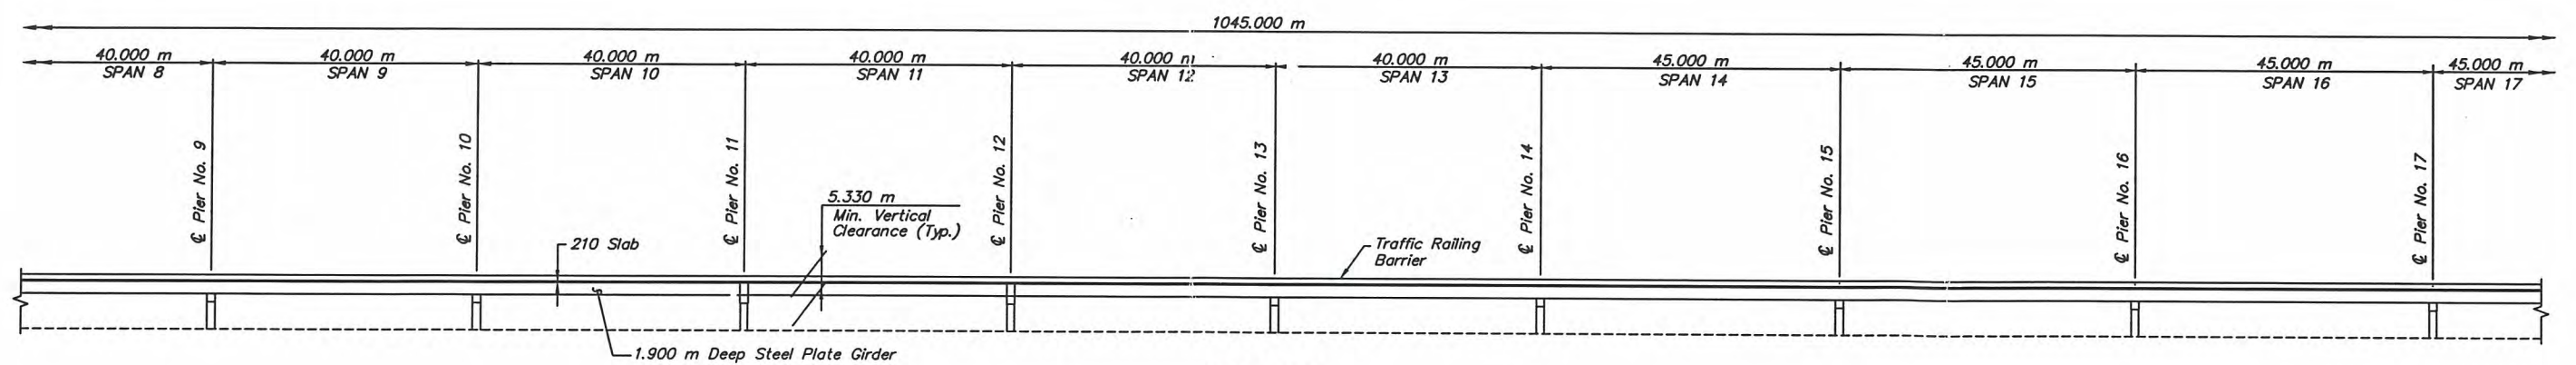 1045.000 m
40.000 m
SPAN 8
40.000 m
SPAN 9
40.000 m
SPAN 10
40.000 m
SPAN 11
40.000 m
SPAN 12
40.000 m
SPAN 13
45.000 m
SPAN 14
45.000 m
SPAN 15
45.000 m
SPAN 16
45.000 m
SPAN 17
℄ Pier No. 9
℄ Pier No. 10
℄ Pier No. 11
℄ Pier No. 12
℄ Pier No. 13
℄ Pier No. 14
℄ Pier No. 15
℄ Pier No. 16
℄ Pier No. 17
5.330 m
Min. Vertical
Clearance (Typ.)
210 Slab
Traffic Railing
Barrier
1.900 m Deep Steel Plate Girder